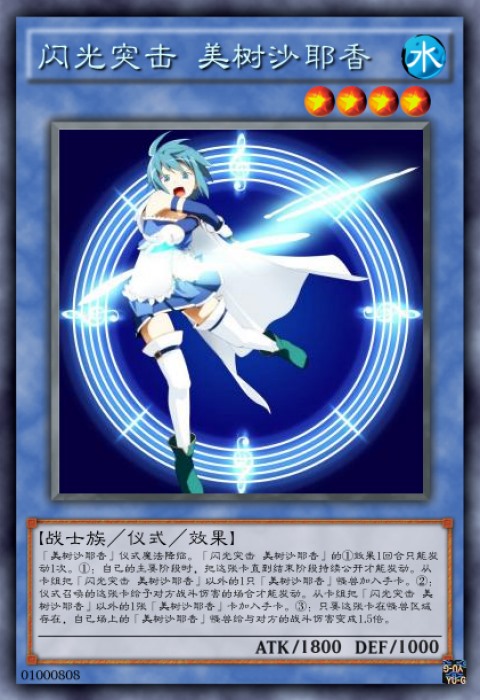 闪光突击 美树沙耶香
水
【战士族／仪式／效果】
「美树沙耶香」仪式魔法降临。「闪光突击 美树沙耶香」的①效果1回合只能发
动1次。①：自己的主要阶段时，把这张卡直到结束阶段持续公开才能发动。从
卡组把「闪光突击 美树沙耶香」以外的1只「美树沙耶香」怪兽加入手卡。②：
仪式召唤的这张卡给予对方战斗伤害的场合才能发动。从卡组把「闪光突击 美
树沙耶香」以外的1张「美树沙耶香」卡加入手卡。③：只要这张卡在怪兽区域
存在，自己场上的「美树沙耶香」怪兽给与对方的战斗伤害变成1.5倍。
ATK/1800 DEF/1000
01000808